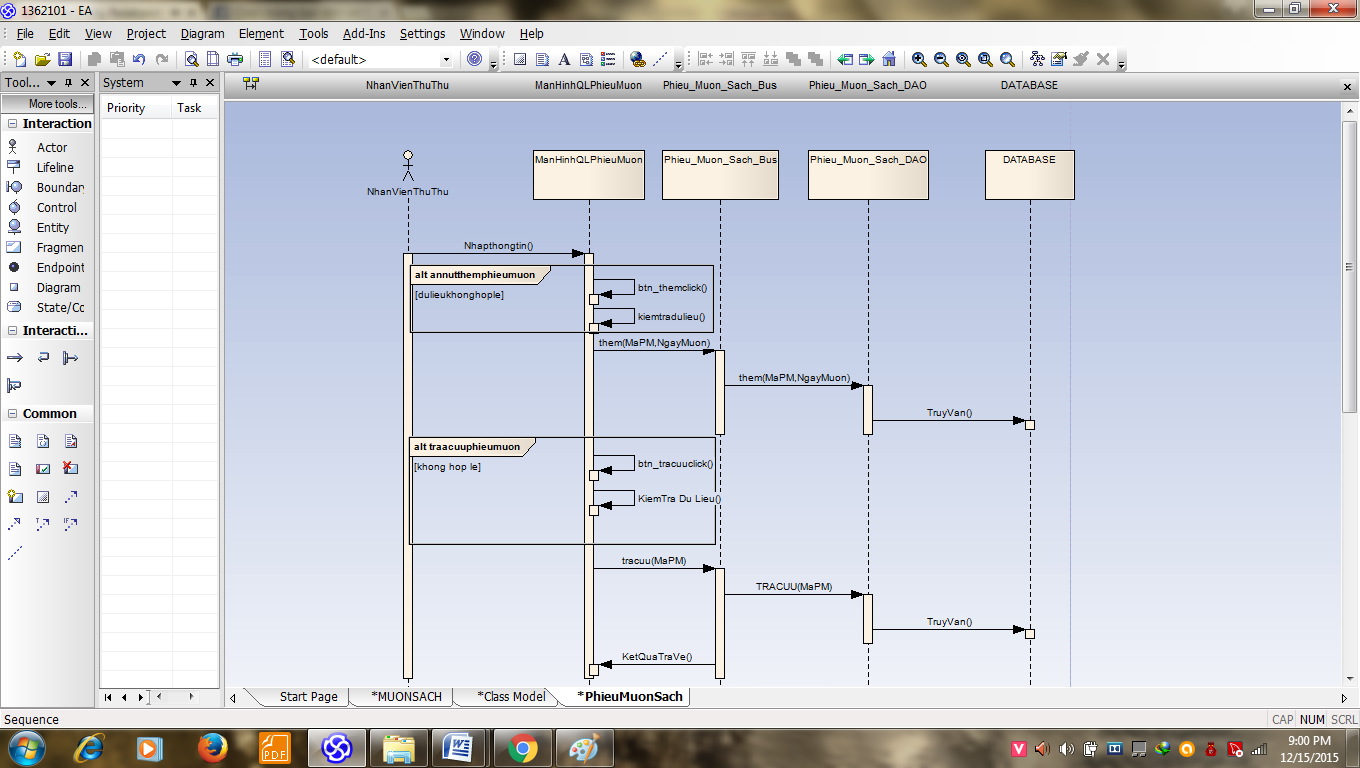 1362101 - EA
File Edit View Project Diagram Element Tools Add-Ins Settings Window Help
<default>
Tool... System NhanVienThuThu ManHinhQLPhieuMuon Phieu_Muon_Sach_Bus Phieu_Muon_Sach_DAO DATABASE
More tools...
Priority Task
Interaction
Actor
Lifeline
Boundar
Control
Entity
Fragmen
Endpoint
Diagram
State/Co
Interacti...
Common
ManHinhQLPhieuMuon Phieu_Muon_Sach_Bus Phieu_Muon_Sach_DAO DATABASE
NhanVienThuThu
Nhapthongtin()
alt annutthemphieumuon
[dulieukhonghople]
btn_themclick()
kiemtradulieu()
them(MaPM,NgayMuon)
them(MaPM,NgayMuon)
TruyVan()
alt traacuuphieumuon
[khong hop le]
btn_tracuuclick()
KiemTra Du Lieu()
tracuu(MaPM)
TRACUU(MaPM)
TruyVan()
KetQuaTraVe()
Start Page *MUONSACH *Class Model *PhieuMuonSach
Sequence CAP NUM SCRL
PDF
9:00 PM
12/15/2015